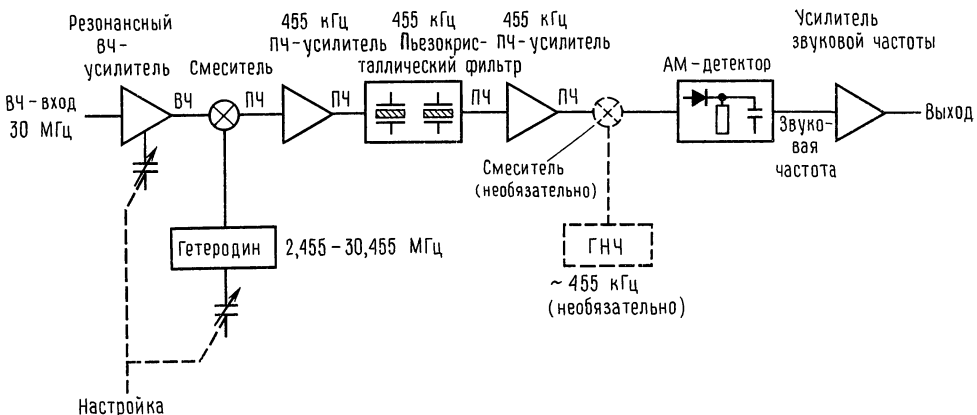 Резонансный
ВЧ-
усилитель
Смеситель
455 кГц
ПЧ-усилитель
455 кГц
Пьезокрис-
таллический фильтр
455 кГц
ПЧ-усилитель
АМ-детектор
Усилитель
звуковой частоты
ВЧ-вход
30 МГц
ВЧ
ПЧ
ПЧ
ПЧ
ПЧ
Звуко-
вая
частота
Выход
Смеситель
(необязательно)
Гетеродин
2,455-30,455 МГц
ГНЧ
~ 455 кГц
(необязательно)
Настройка